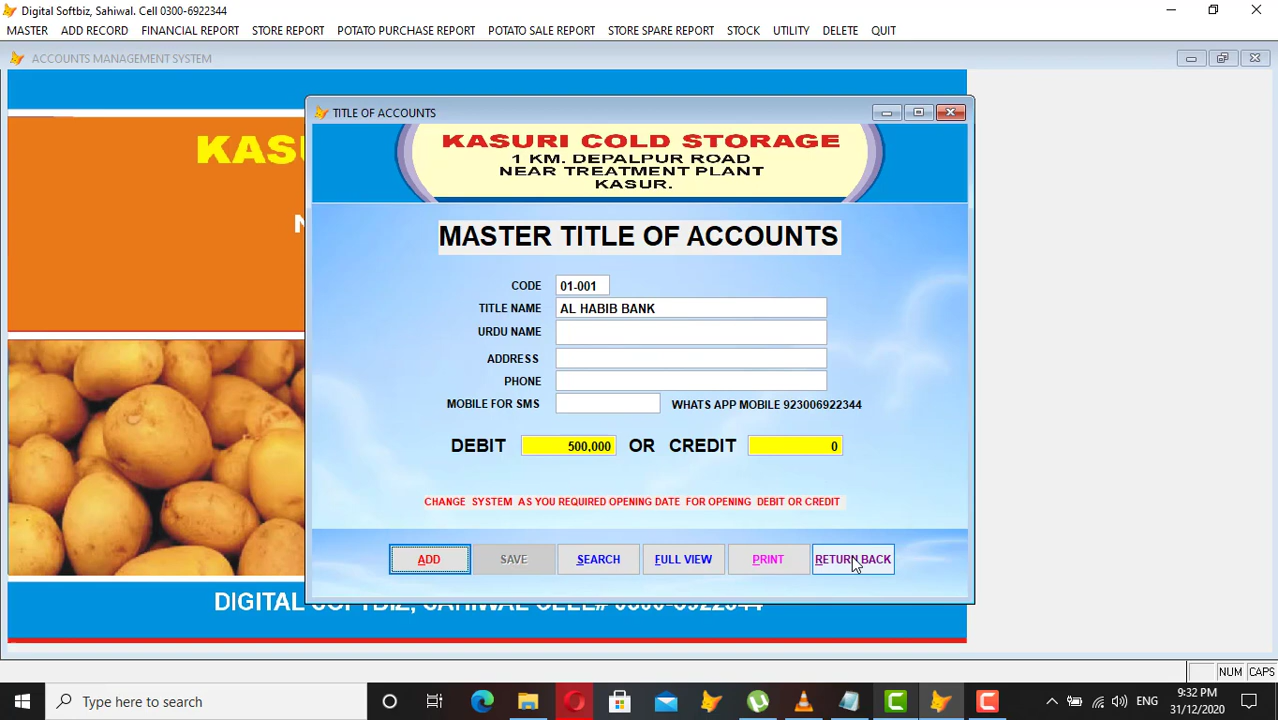 Digital Softbiz, Sahiwal. Cell 0300-6922344
MASTER ADD RECORD FINANCIAL REPORT STORE REPORT POTATO PURCHASE REPORT POTATO SALE REPORT STORE SPARE REPORT STOCK UTILITY DELETE QUIT
ACCOUNTS MANAGEMENT SYSTEM
TITLE OF ACCOUNTS
KASURI COLD STORAGE
1 KM. DEPALPUR ROAD
NEAR TREATMENT PLANT
KASUR.
MASTER TITLE OF ACCOUNTS
CODE 01-001
TITLE NAME AL HABIB BANK
URDU NAME
ADDRESS
PHONE
MOBILE FOR SMS WHATS APP MOBILE 923006922344
DEBIT 500,000 OR CREDIT 0
CHANGE SYSTEM AS YOU REQUIRED OPENING DATE FOR OPENING DEBIT OR CREDIT
ADD SAVE SEARCH FULL VIEW PRINT RETURN BACK
NUM CAPS
Type here to search
ENG
9:32 PM
31/12/2020